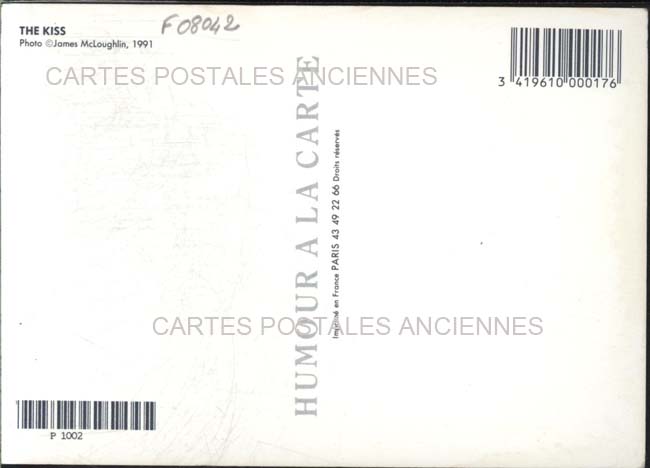 THE KISS
Photo ©James McLoughlin, 1991
F08042
3 419610 000176
CARTES POSTALES ANCIENNES
HUMOUR A LA CARTE
Imprimé en France PARIS 43 49 22 66 Droits réservés
CARTES POSTALES ANCIENNES
P 1002